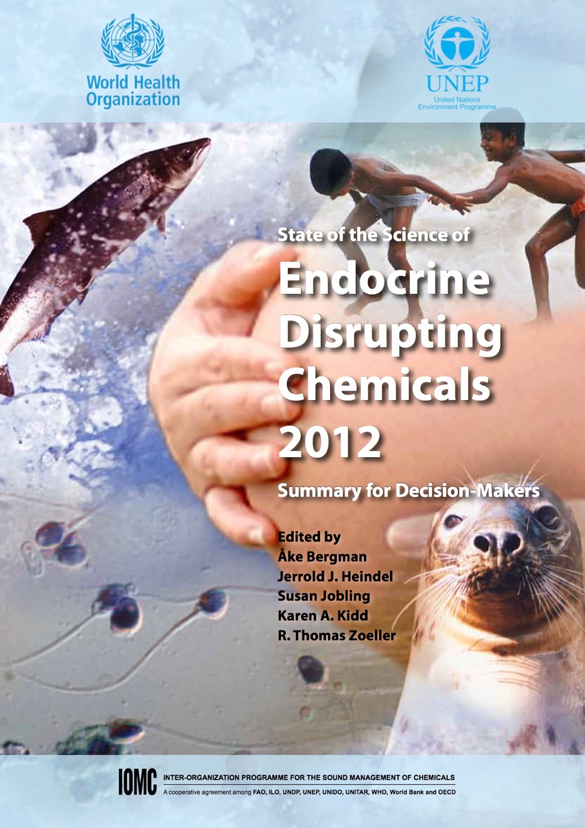 World Health
Organization
UNEP
United Nations
Environment Programme
State of the Science of
Endocrine
Disrupting
Chemicals
2012
Summary for Decision-Makers
Edited by
Åke Bergman
Jerrold J. Heindel
Susan Jobling
Karen A. Kidd
R. Thomas Zoeller
IOMC
INTER-ORGANIZATION PROGRAMME FOR THE SOUND MANAGEMENT OF CHEMICALS
A cooperative agreement among FAO, ILO, UNDP, UNEP, UNIDO, UNITAR, WHO, World Bank and OECD